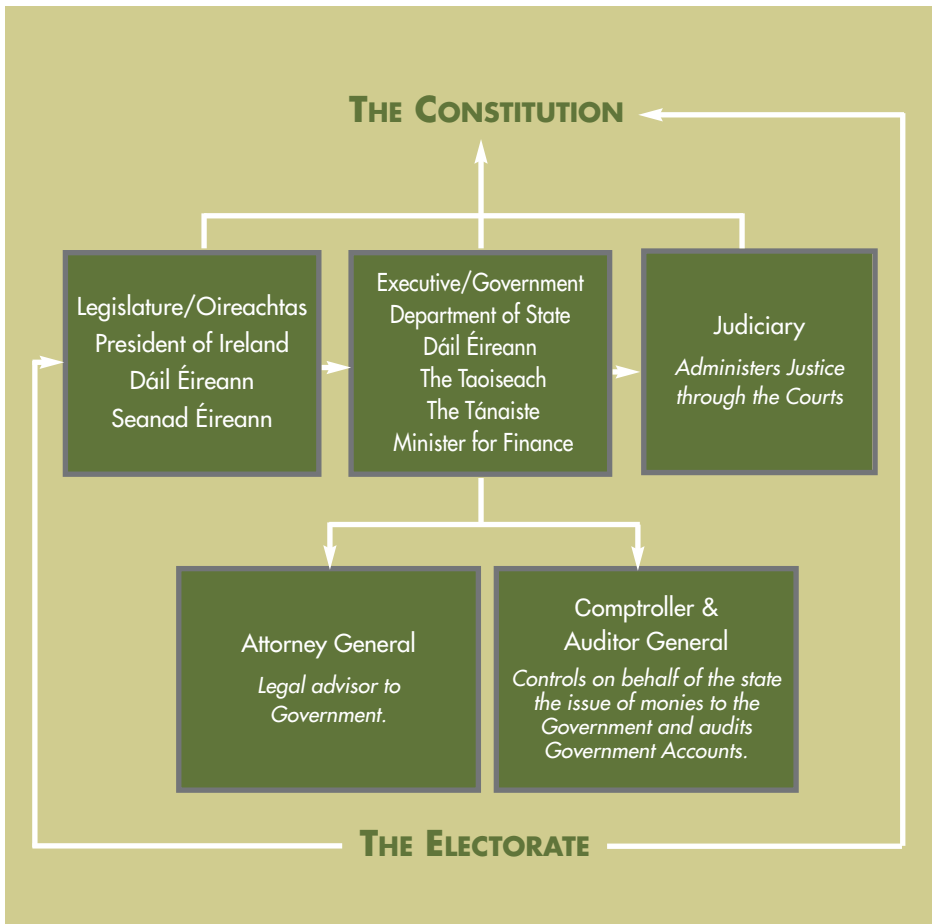 THE CONSTITUTION
Legislature/Oireachtas
President of Ireland
Dáil Éireann
Seanad Éireann
Executive/Government
Department of State
Dáil Éireann
The Taoiseach
The Tánaiste
Minister for Finance
Judiciary
Administers Justice
through the Courts
Attorney General
Legal advisor to
Government.
Comptroller &
Auditor General
Controls on behalf of the state
the issue of monies to the
Government and audits
Government Accounts.
THE ELECTORATE